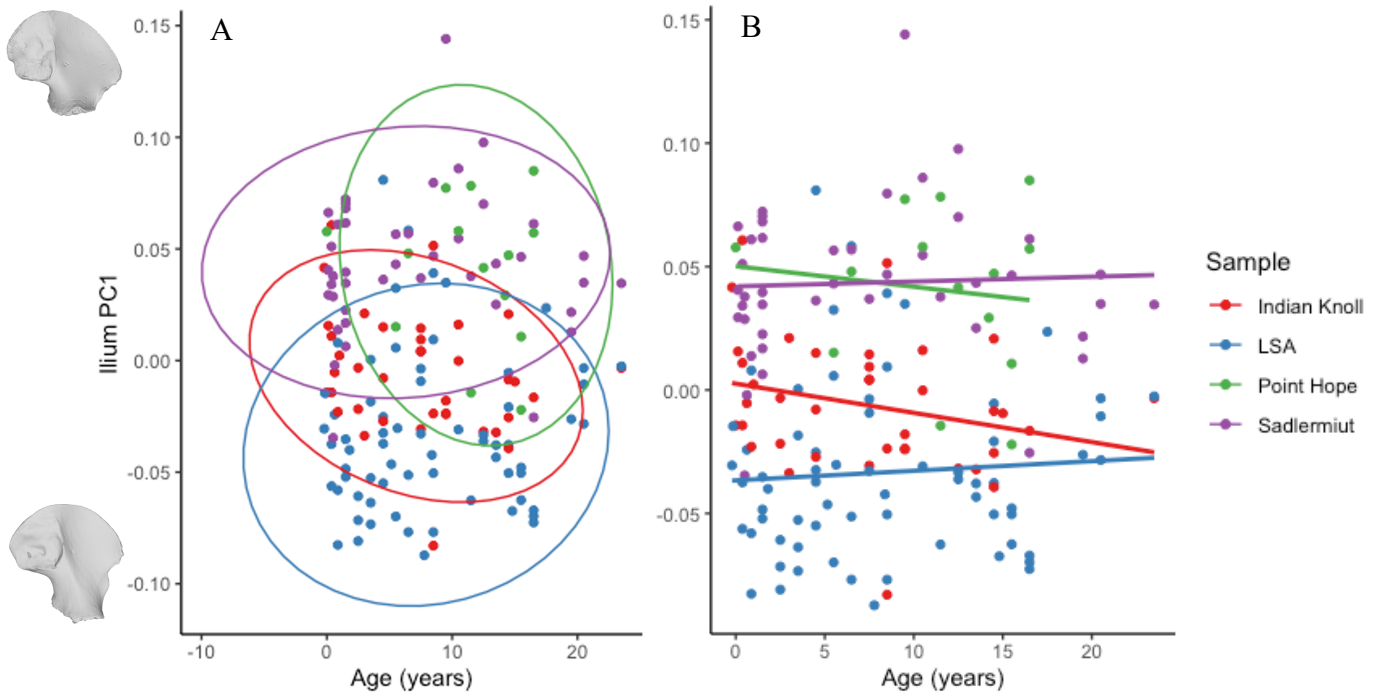 A
0.15
0.10
0.05
0.00
-0.05
-0.10
Ilium PC1
-10 0 10 20
Age (years)
B
0.15
0.10
0.05
0.00
-0.05
0 5 10 15 20
Age (years)
Sample
Indian Knoll
LSA
Point Hope
Sadlermiut